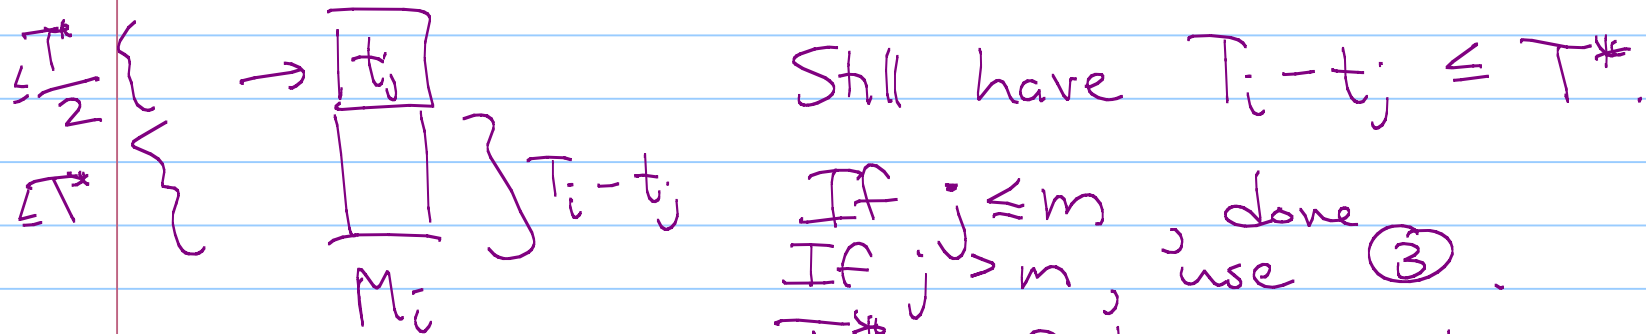 ≤ T*/2 { → t_j Still have T_i - t_j ≤ T*.
≤ T* { } T_i - t_j If j ≤ m, done
If j > m, use ③.
M_i
T*